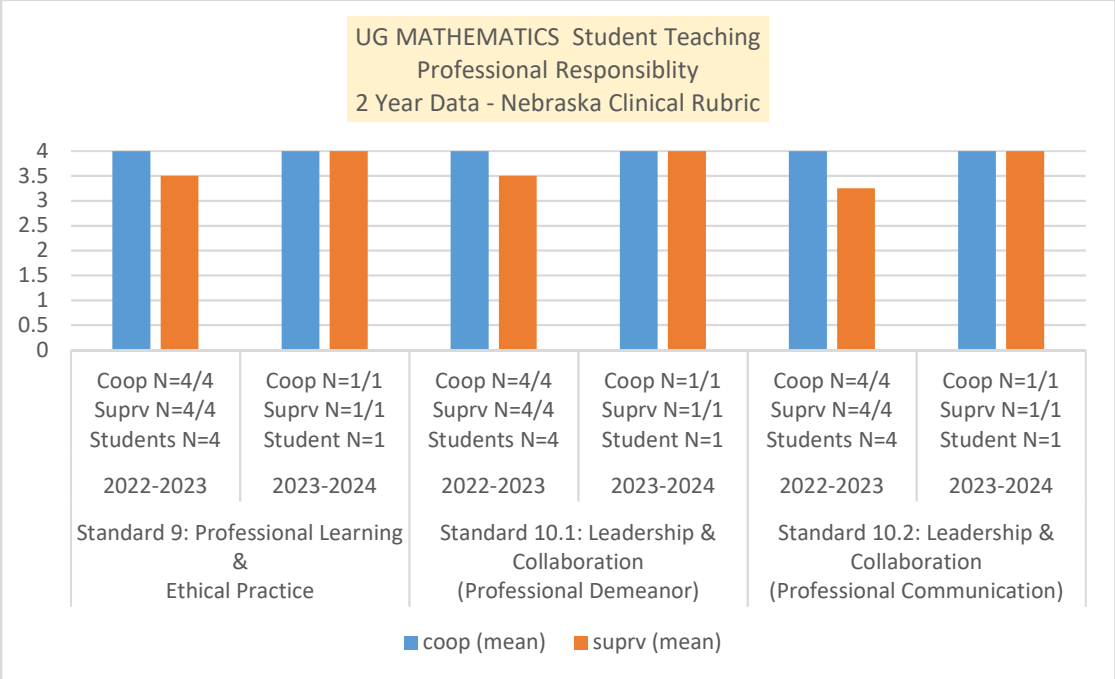 UG MATHEMATICS  Student Teaching
Professional Responsiblity
2 Year Data - Nebraska Clinical Rubric
4
3.5
3
2.5
2
1.5
1
0.5
0
Coop N=4/4
Suprv N=4/4
Students N=4
Coop N=1/1
Suprv N=1/1
Student N=1
Coop N=4/4
Suprv N=4/4
Students N=4
Coop N=1/1
Suprv N=1/1
Student N=1
Coop N=4/4
Suprv N=4/4
Students N=4
Coop N=1/1
Suprv N=1/1
Student N=1
2022-2023
2023-2024
2022-2023
2023-2024
2022-2023
2023-2024
Standard 9: Professional Learning
&
Ethical Practice
Standard 10.1: Leadership &
Collaboration
(Professional Demeanor)
Standard 10.2: Leadership &
Collaboration
(Professional Communication)
coop (mean)
suprv (mean)